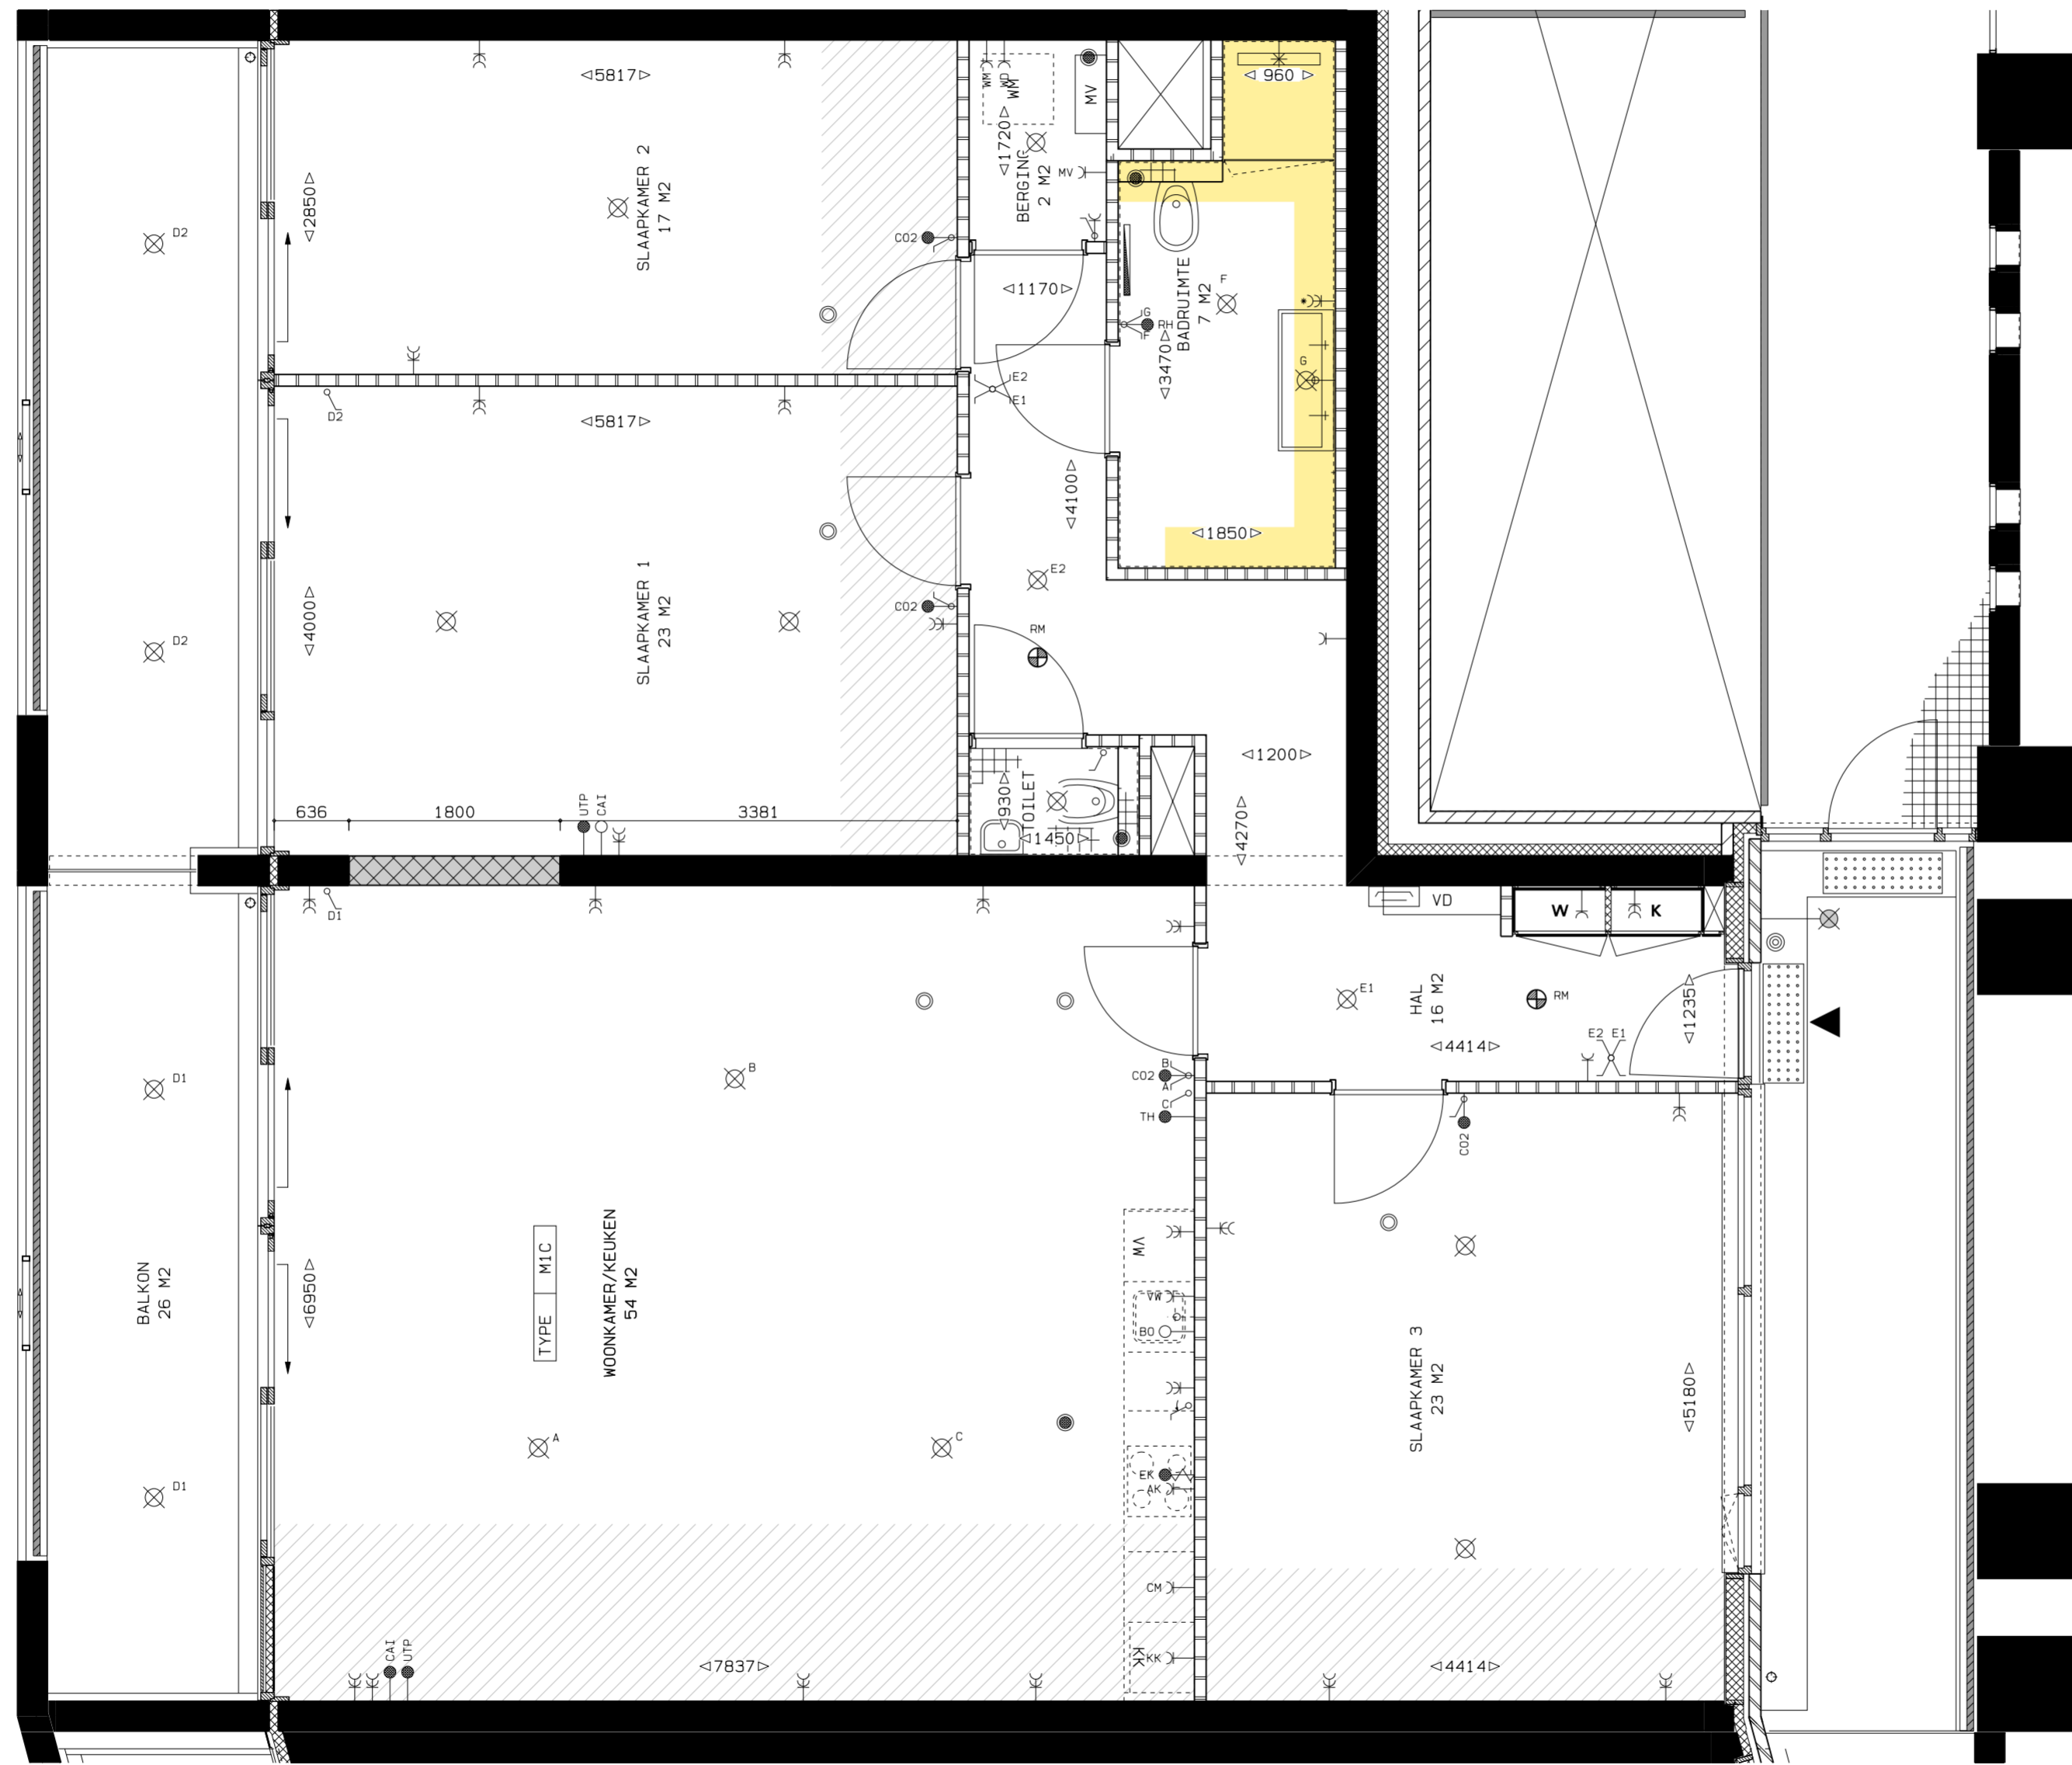 5817
960
WM
WD
WM
MV
1720
BERGING
2 M2
MV
SLAAPKAMER 2
17 M2
2850
D2
CO2
1170
BADRUIMTE
7 M2
F
G
F
RH
3470
G
E2
E1
D2
5817
4100
1850
E2
SLAAPKAMER 1
23 M2
4000
CO2
RM
D2
1200
930
TOILET
1450
4270
636
1800
3381
UTP
CAI
D1
VD
W
K
E1
HAL
16 M2
RM
1235
4414
E2 E1
B
CO2
A
C
TH
CO2
B
D1
BALKON
26 M2
6950
TYPE M1C
WOONKAMER/KEUKEN
54 M2
VW
VW
BO
SLAAPKAMER 3
23 M2
5180
A
C
EK
AK
D1
CM
KK
KK
CAI
UTP
7837
4414